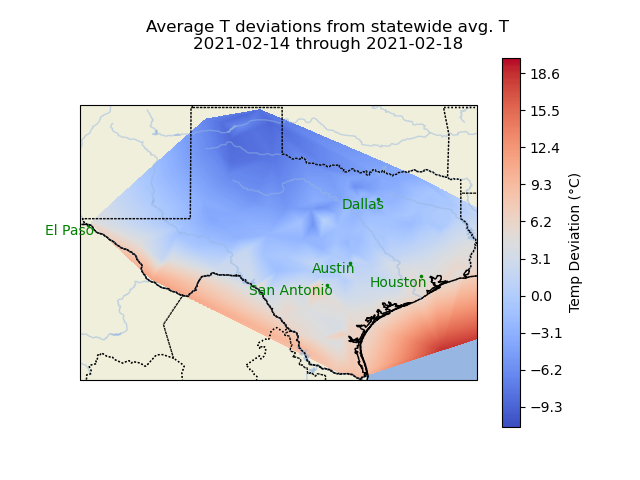 Average T deviations from statewide avg. T
2021-02-14 through 2021-02-18
El Paso
Dallas
Austin
San Antonio
Houston
18.6
15.5
12.4
9.3
6.2
3.1
0.0
−3.1
−6.2
−9.3
Temp Deviation (°C)